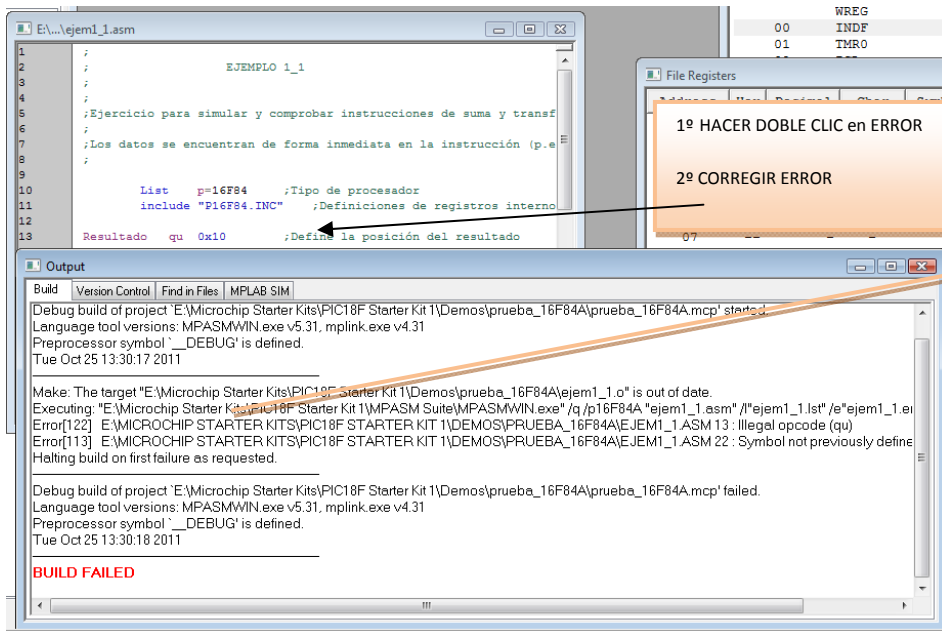 WREG
00 INDF
01 TMR0
E:\...\ejem1_1.asm
1 ;
2 ; EJEMPLO 1_1
3 ;
4 ;
5 ;Ejercicio para simular y comprobar instrucciones de suma y transf
6 ;
7 ;Los datos se encuentran de forma inmediata en la instrucción (p.e
8 ;
9
10 List p=16F84 ;Tipo de procesador
11 include "P16F84.INC" ;Definiciones de registros interno
12
13 Resultado qu 0x10 ;Define la posición del resultado
File Registers
1º HACER DOBLE CLIC en ERROR
2º CORREGIR ERROR
07 -- - -
Output
Build Version Control Find in Files MPLAB SIM
Debug build of project `E:\Microchip Starter Kits\PIC18F Starter Kit 1\Demos\prueba_16F84A\prueba_16F84A.mcp' started.
Language tool versions: MPASMWIN.exe v5.31, mplink.exe v4.31
Preprocessor symbol `__DEBUG' is defined.
Tue Oct 25 13:30:17 2011
Make: The target "E:\Microchip Starter Kits\PIC18F Starter Kit 1\Demos\prueba_16F84A\ejem1_1.o" is out of date.
Executing: "E:\Microchip Starter Kits\PIC18F Starter Kit 1\MPASM Suite\MPASMWIN.exe" /q /p16F84A "ejem1_1.asm" /l"ejem1_1.lst" /e"ejem1_1.er
Error[122] E:\MICROCHIP STARTER KITS\PIC18F STARTER KIT 1\DEMOS\PRUEBA_16F84A\EJEM1_1.ASM 13 : Illegal opcode (qu)
Error[113] E:\MICROCHIP STARTER KITS\PIC18F STARTER KIT 1\DEMOS\PRUEBA_16F84A\EJEM1_1.ASM 22 : Symbol not previously define
Halting build on first failure as requested.
Debug build of project `E:\Microchip Starter Kits\PIC18F Starter Kit 1\Demos\prueba_16F84A\prueba_16F84A.mcp' failed.
Language tool versions: MPASMWIN.exe v5.31, mplink.exe v4.31
Preprocessor symbol `__DEBUG' is defined.
Tue Oct 25 13:30:18 2011
BUILD FAILED